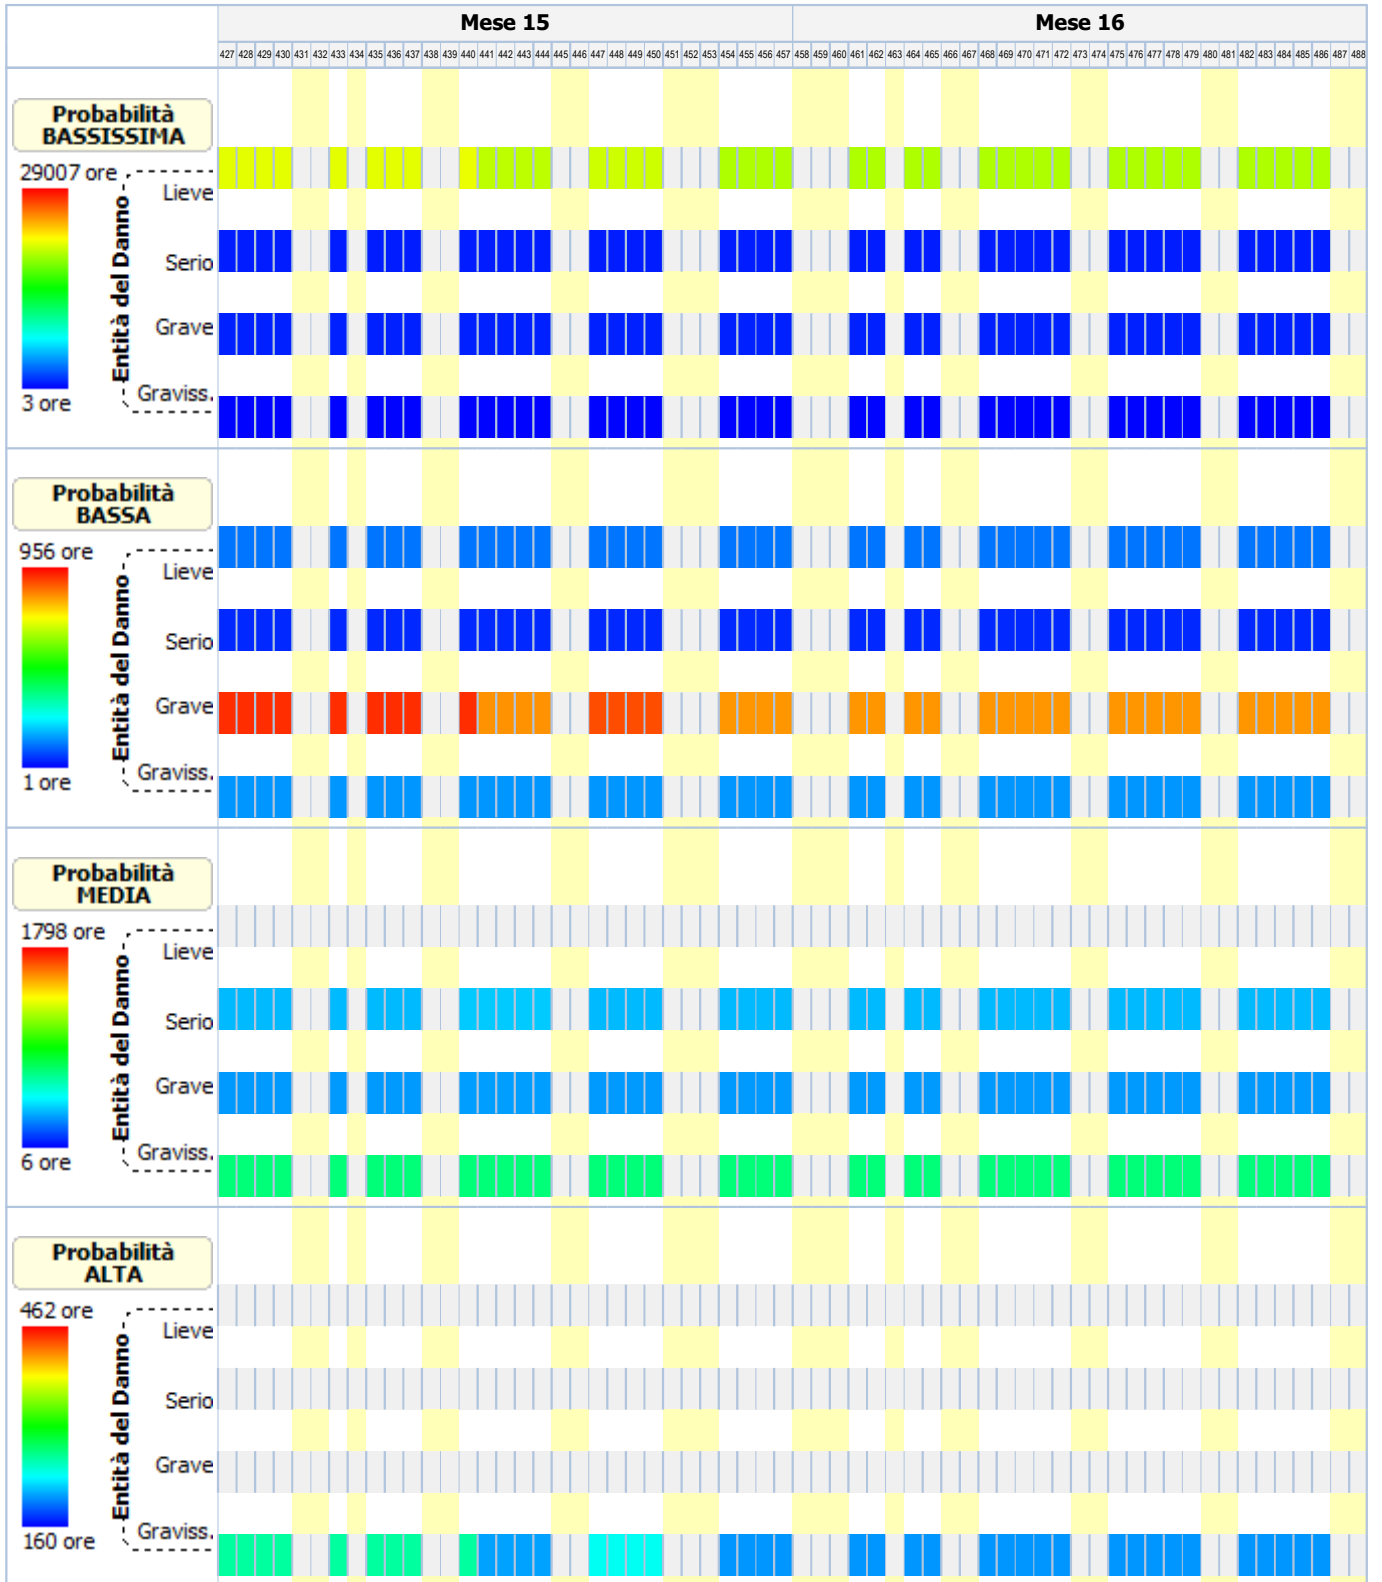 Mese 15 Mese 16
427 428 429 430 431 432 433 434 435 436 437 438 439 440 441 442 443 444 445 446 447 448 449 450 451 452 453 454 455 456 457 458 459 460 461 462 463 464 465 466 467 468 469 470 471 472 473 474 475 476 477 478 479 480 481 482 483 484 485 486 487 488
Probabilità
BASSISSIMA
29007 ore
Lieve
Serio
Entità del Danno
Grave
Graviss.
3 ore
Probabilità
BASSA
956 ore
Lieve
Serio
Entità del Danno
Grave
Graviss.
1 ore
Probabilità
MEDIA
1798 ore
Lieve
Serio
Entità del Danno
Grave
Graviss.
6 ore
Probabilità
ALTA
462 ore
Lieve
Serio
Entità del Danno
Grave
Graviss.
160 ore